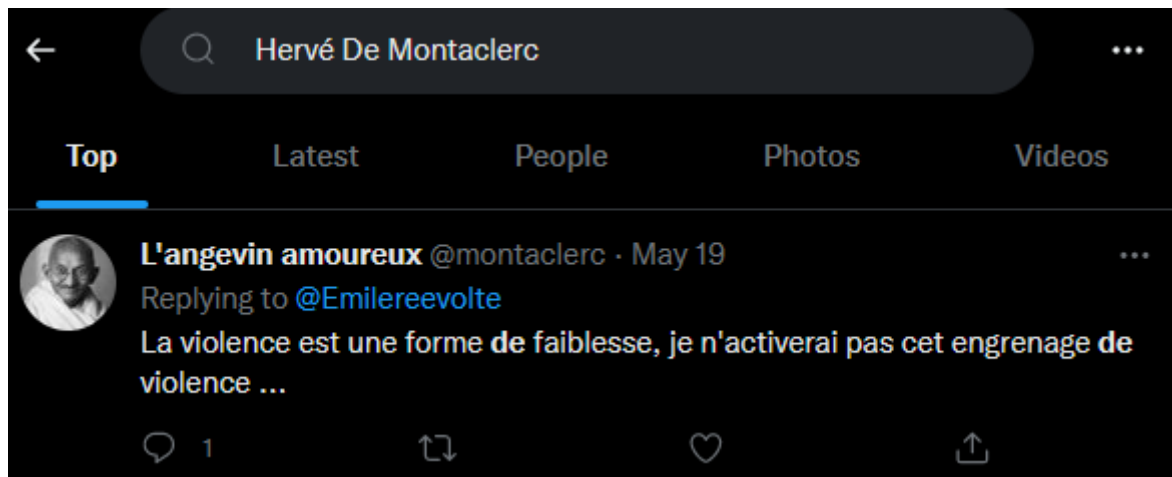 Hervé De Montaclerc
Top Latest People Photos Videos
L'angevin amoureux @montaclerc · May 19
Replying to @Emilereevolte
La violence est une forme de faiblesse, je n'activerai pas cet engrenage de
violence ...
1